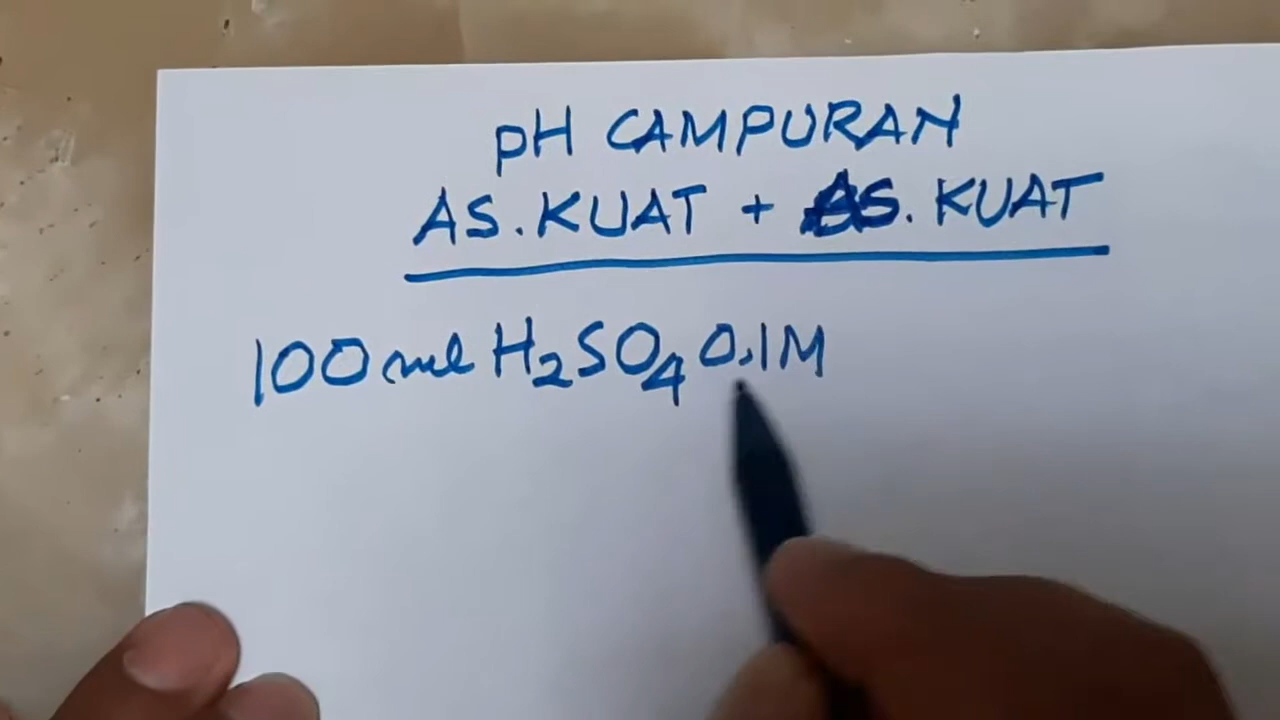 pH CAMPURAN
AS. KUAT + AS. KUAT
100 ml H₂SO₄ 0,1M